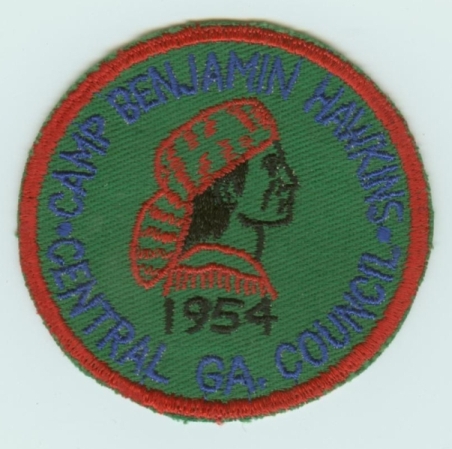 CAMP BENJAMIN HAWKINS
1954
CENTRAL GA. COUNCIL